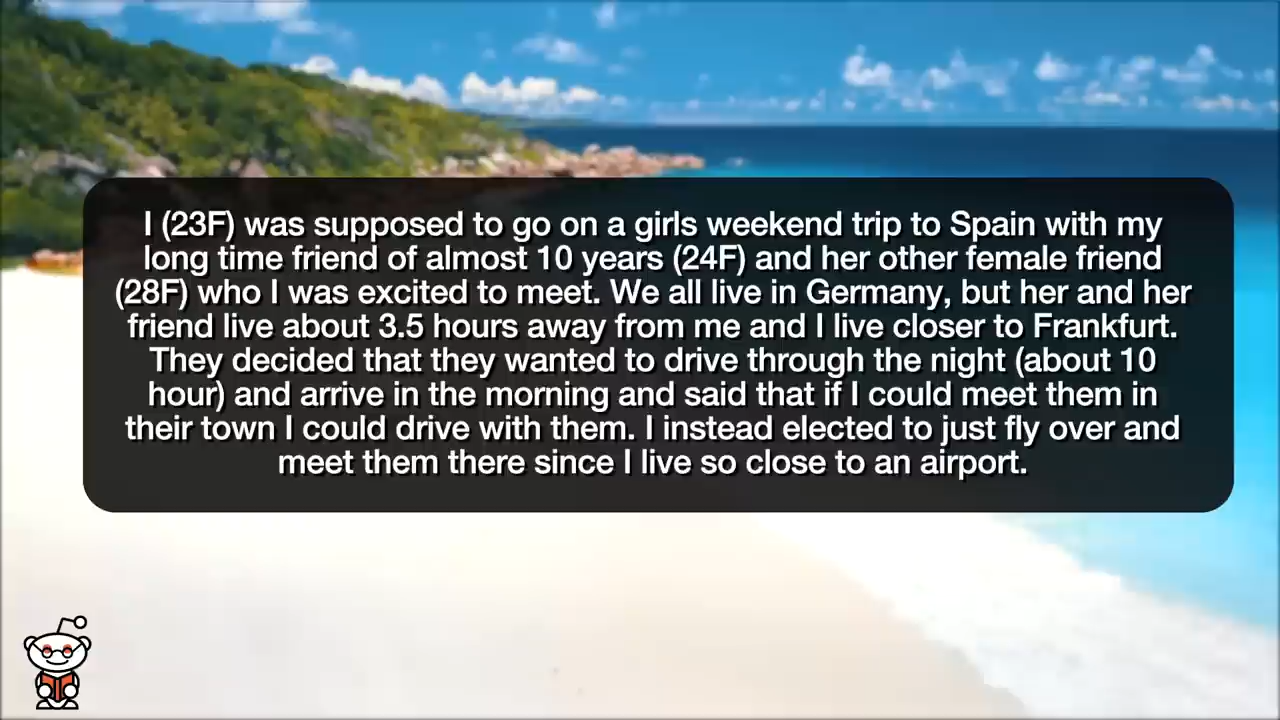 I (23F) was supposed to go on a girls weekend trip to Spain with my
long time friend of almost 10 years (24F) and her other female friend
(28F) who I was excited to meet. We all live in Germany, but her and her
friend live about 3.5 hours away from me and I live closer to Frankfurt.
They decided that they wanted to drive through the night (about 10
hour) and arrive in the morning and said that if I could meet them in
their town I could drive with them. I instead elected to just fly over and
meet them there since I live so close to an airport.